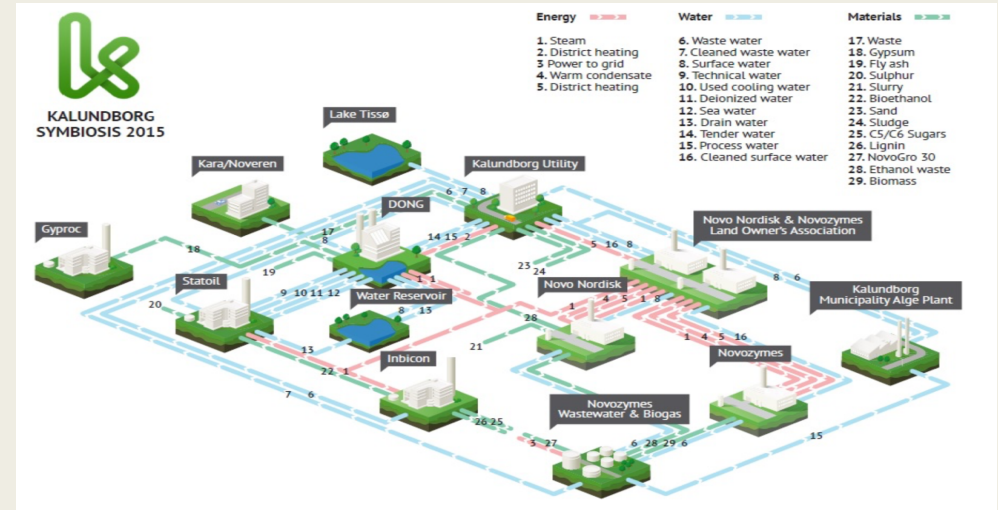 KALUNDBORG
SYMBIOSIS 2015
Energy
1. Steam
2. District heating
3 Power to grid
4. Warm condensate
5. District heating
Water
6. Waste water
7. Cleaned waste water
8. Surface water
9. Technical water
10. Used cooling water
11. Deionized water
12. Sea water
13. Drain water
14. Tender water
15. Process water
16. Cleaned surface water
Materials
17. Waste
18. Gypsum
19. Fly ash
20. Sulphur
21. Slurry
22. Bioethanol
23. Sand
24. Sludge
25. C5/C6 Sugars
26. Lignin
27. NovoGro 30
28. Ethanol waste
29. Biomass
Lake Tissø
Kara/Noveren
Kalundborg Utility
6 7 8
DONG
Gyproc
Novo Nordisk & Novozymes
Land Owner's Association
17
8
14 15 2
18
5 16 8
19
23
24
8 6
Statoil
1 1
Novo Nordisk
Kalundborg
Municipality Alge Plant
9 10 11 12
Water Reservoir
20
8 13
1 4 5 1 8
28
1 4 5 16
21
13
Inbicon
Novozymes
22 1
7 6
Novozymes
Wastewater & Biogas
26 25
27
6 28 29 6
15